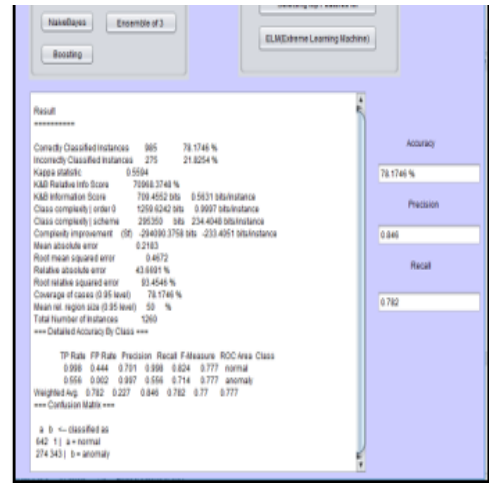 NaiveBayes
Ensemble of 3
Boosting
ELM(Extreme Learning Machine)
Result
==========
Correctly Classified Instances 985 78.1746 %
Incorrectly Classified Instances 275 21.8254 %
Kappa statistic 0.5594
K&B Relative Info Score 70968.3748 %
K&B Information Score 709.4552 bits 0.5631 bits/instance
Class complexity | order 0 1259.6242 bits 0.9997 bits/instance
Class complexity | scheme 295350 bits 234.4048 bits/instance
Complexity improvement (Sf) -294090.3758 bits -233.4051 bits/instance
Mean absolute error 0.2183
Root mean squared error 0.4672
Relative absolute error 43.6691 %
Root relative squared error 93.4546 %
Coverage of cases (0.95 level) 78.1746 %
Mean rel. region size (0.95 level) 50 %
Total Number of Instances 1260
=== Detailed Accuracy By Class ===
TP Rate FP Rate Precision Recall F-Measure ROC Area Class
0.998 0.444 0.701 0.998 0.824 0.777 normal
0.556 0.002 0.997 0.556 0.714 0.777 anomaly
Weighted Avg. 0.782 0.227 0.846 0.782 0.77 0.777
=== Confusion Matrix ===
a b <-- classified as
642 1 | a = normal
274 343 | b = anomaly
Accuracy
78.1746 %
Precision
0.846
Recall
0.782